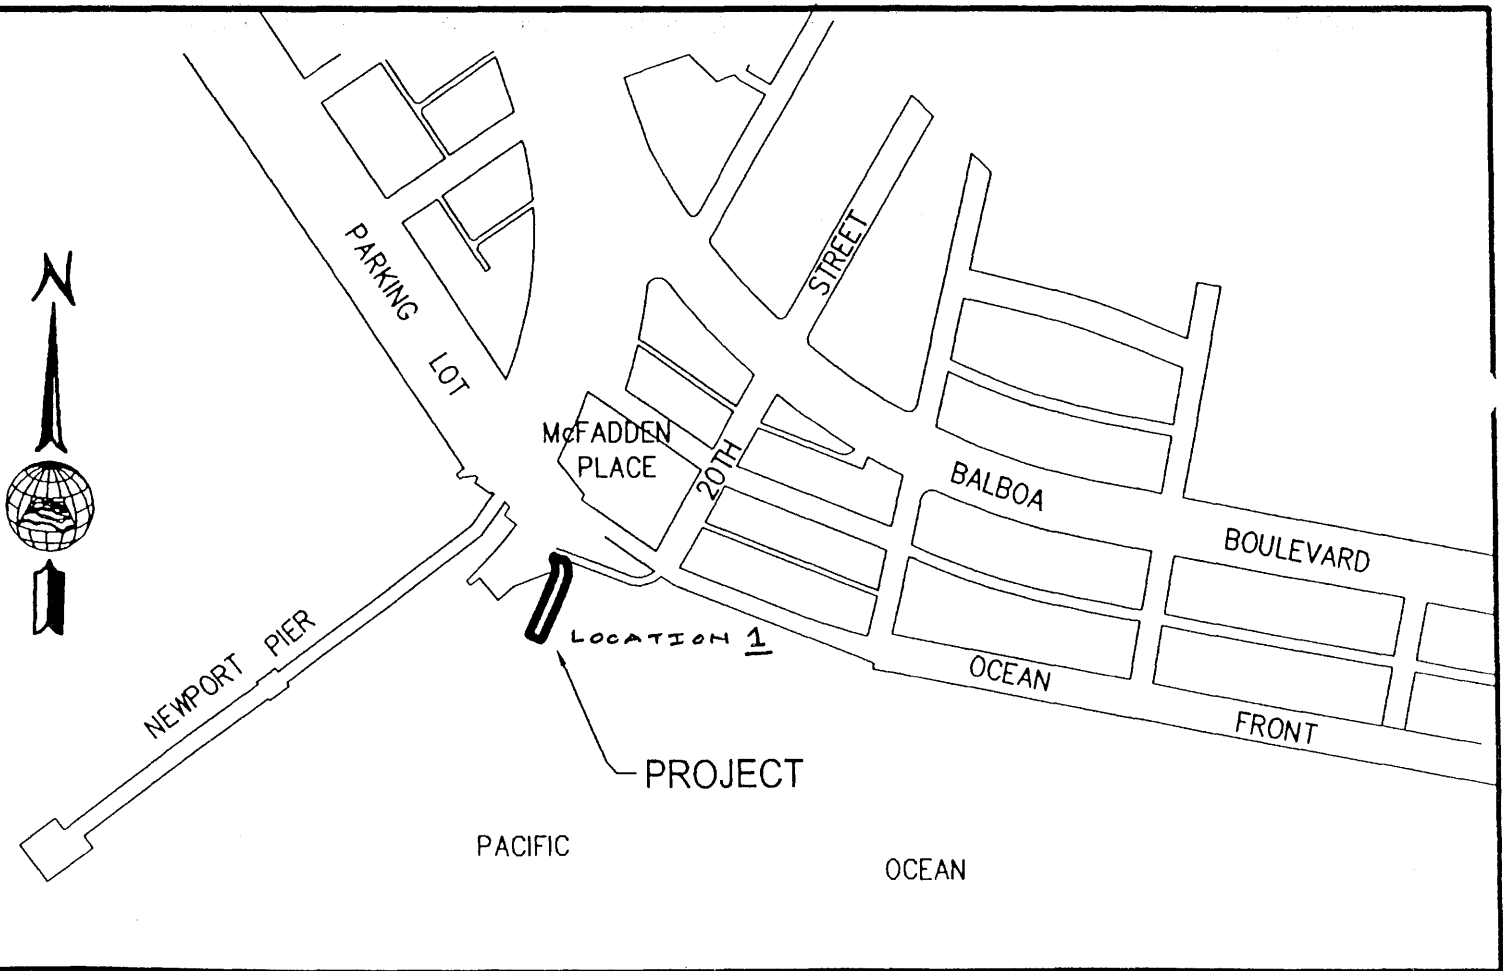 N
PARKING LOT
STREET
McFADDEN
PLACE
20TH
BALBOA
BOULEVARD
NEWPORT PIER
LOCATION 1
OCEAN
FRONT
PROJECT
PACIFIC
OCEAN